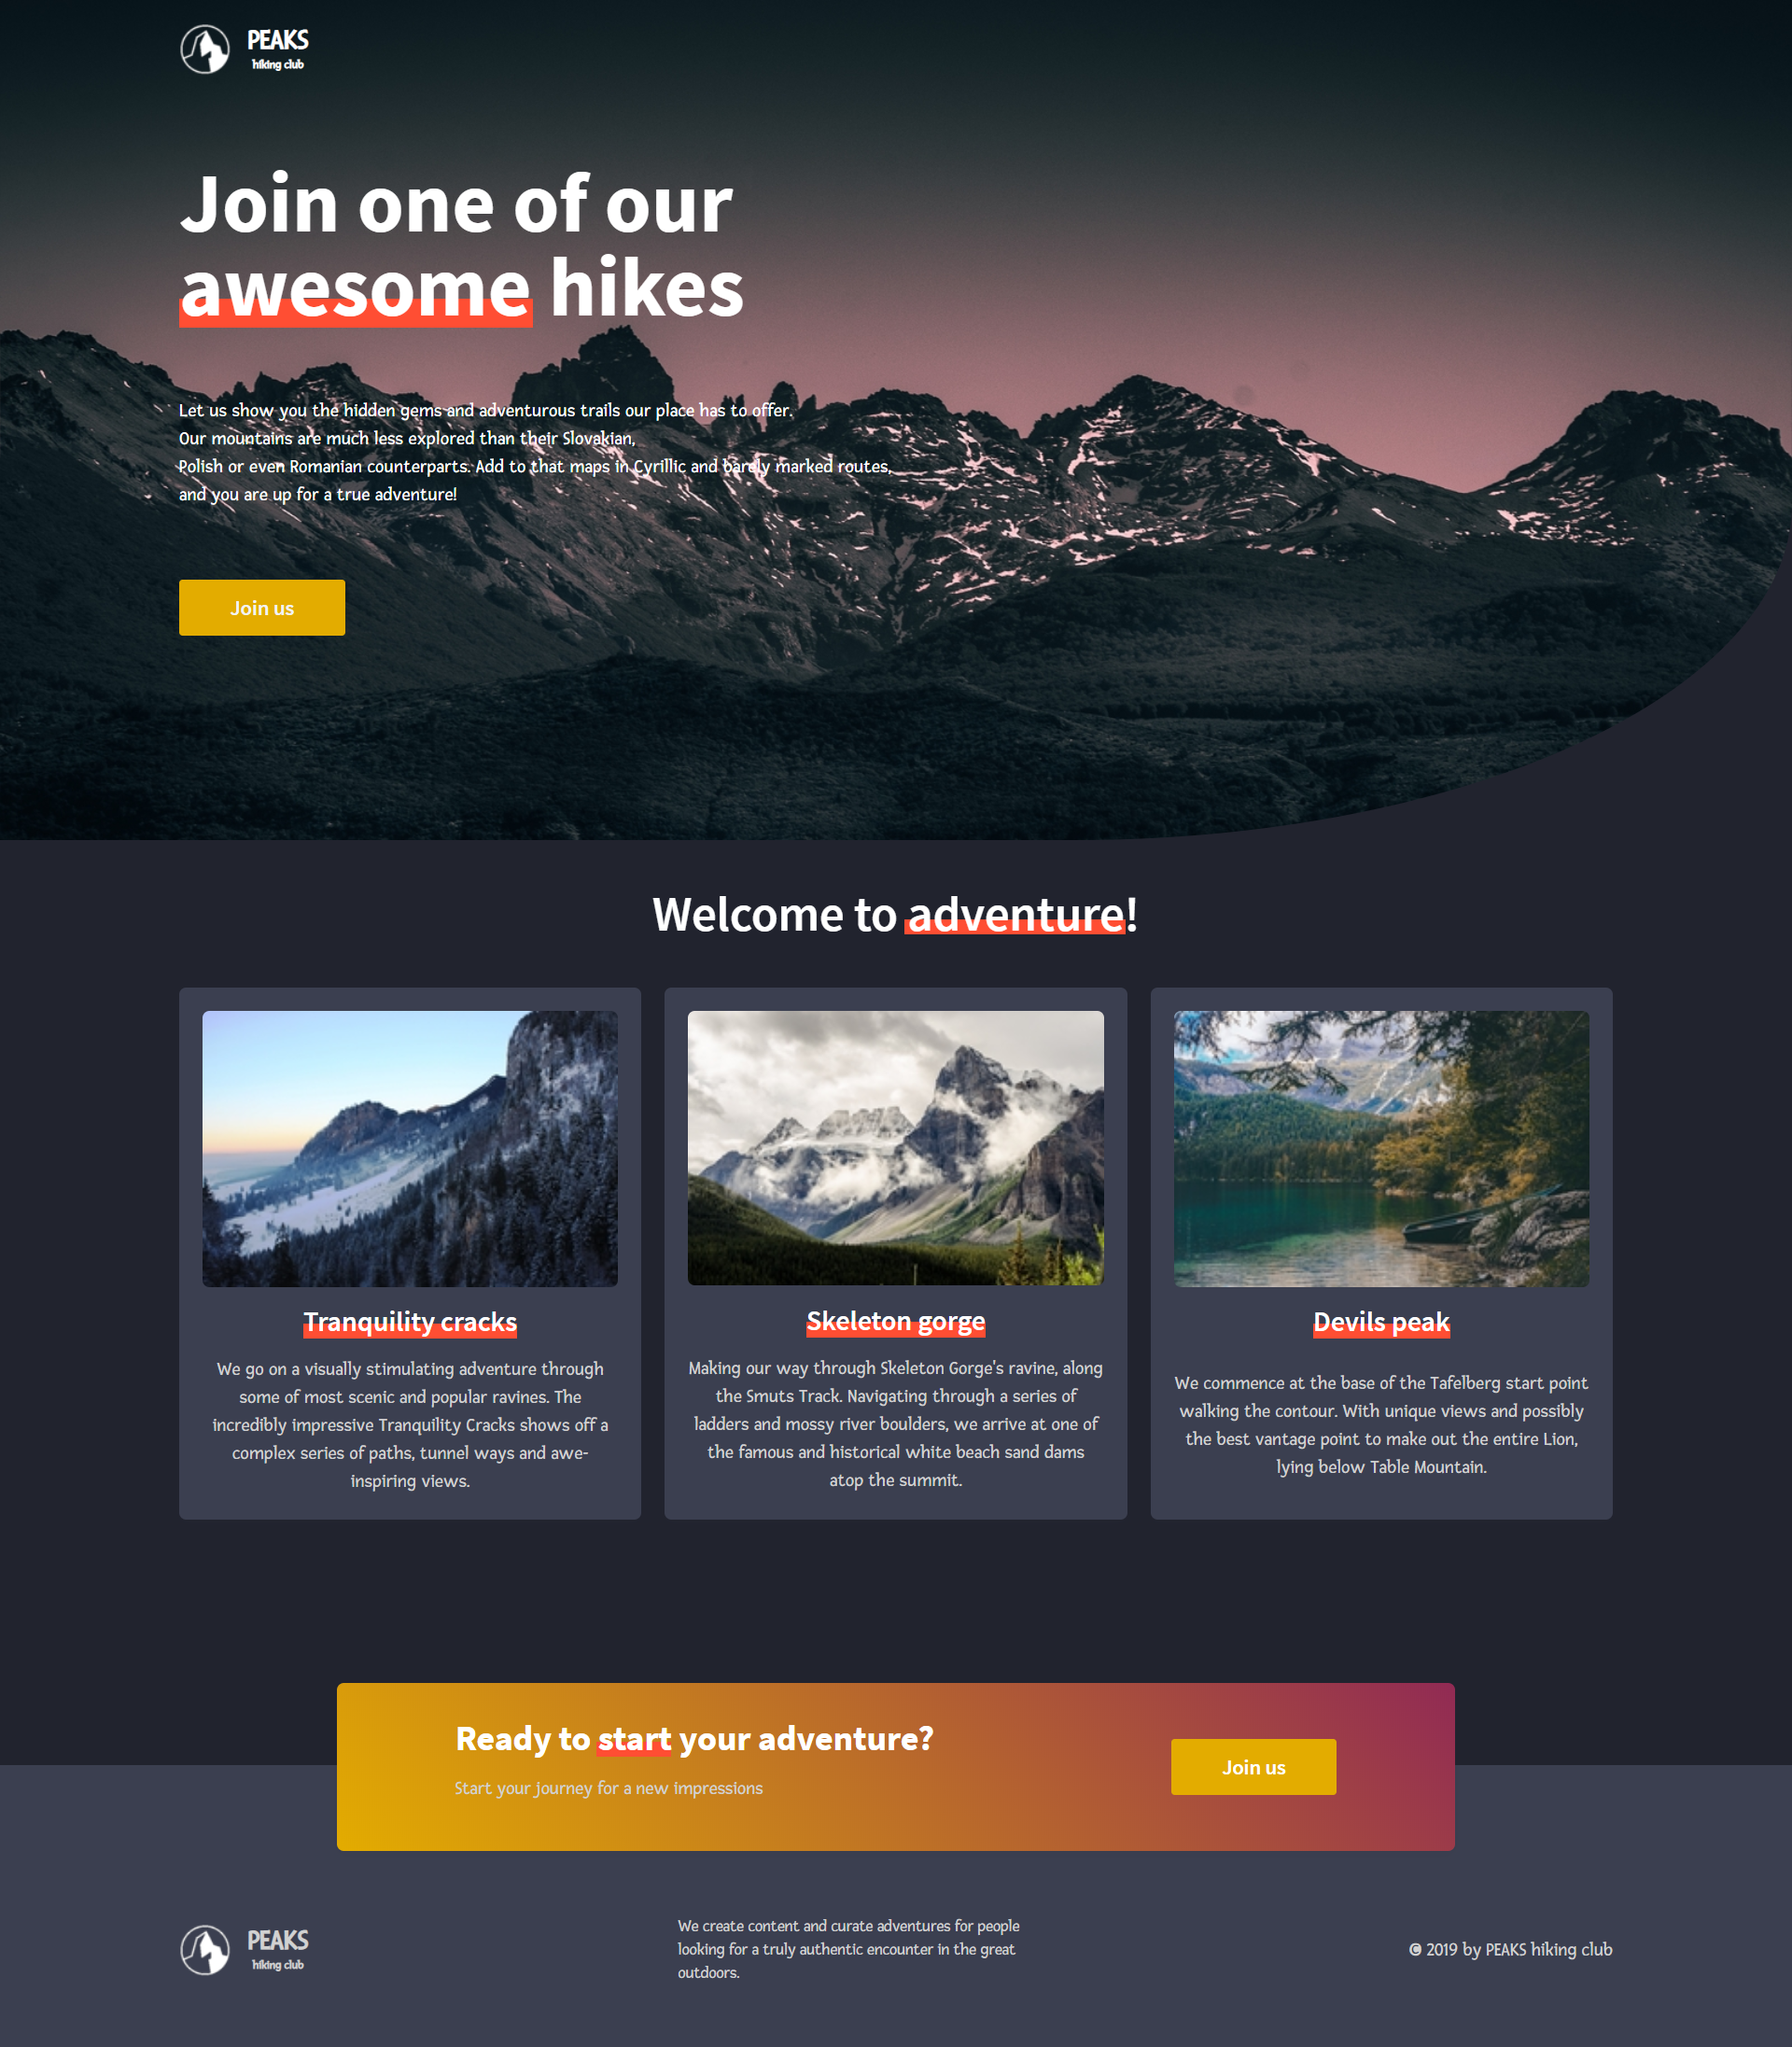 PEAKS
hiking club
Join one of our
awesome hikes
Let us show you the hidden gems and adventurous trails our place has to offer.
Our mountains are much less explored than their Slovakian,
Polish or even Romanian counterparts. Add to that maps in Cyrillic and barely marked routes,
and you are up for a true adventure!
Join us
Welcome to adventure!
Tranquility cracks
We go on a visually stimulating adventure through
some of most scenic and popular ravines. The
incredibly impressive Tranquility Cracks shows off a
complex series of paths, tunnel ways and awe-
inspiring views.
Skeleton gorge
Making our way through Skeleton Gorge's ravine, along
the Smuts Track. Navigating through a series of
ladders and mossy river boulders, we arrive at one of
the famous and historical white beach sand dams
atop the summit.
Devils peak
We commence at the base of the Tafelberg start point
walking the contour. With unique views and possibly
the best vantage point to make out the entire Lion,
lying below Table Mountain.
Ready to start your adventure?
Start your journey for a new impressions
Join us
PEAKS
hiking club
We create content and curate adventures for people
looking for a truly authentic encounter in the great
outdoors.
© 2019 by PEAKS hiking club